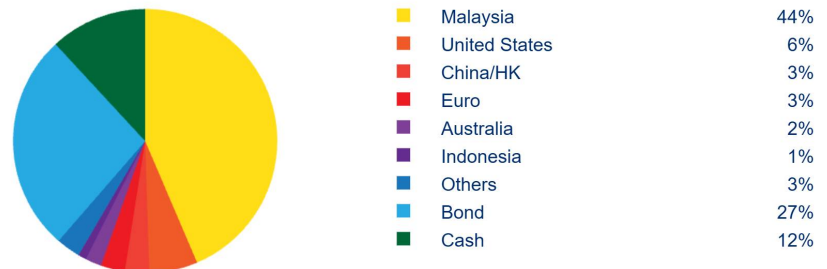 Malaysia 44%
United States 6%
China/HK 3%
Euro 3%
Australia 2%
Indonesia 1%
Others 3%
Bond 27%
Cash 12%